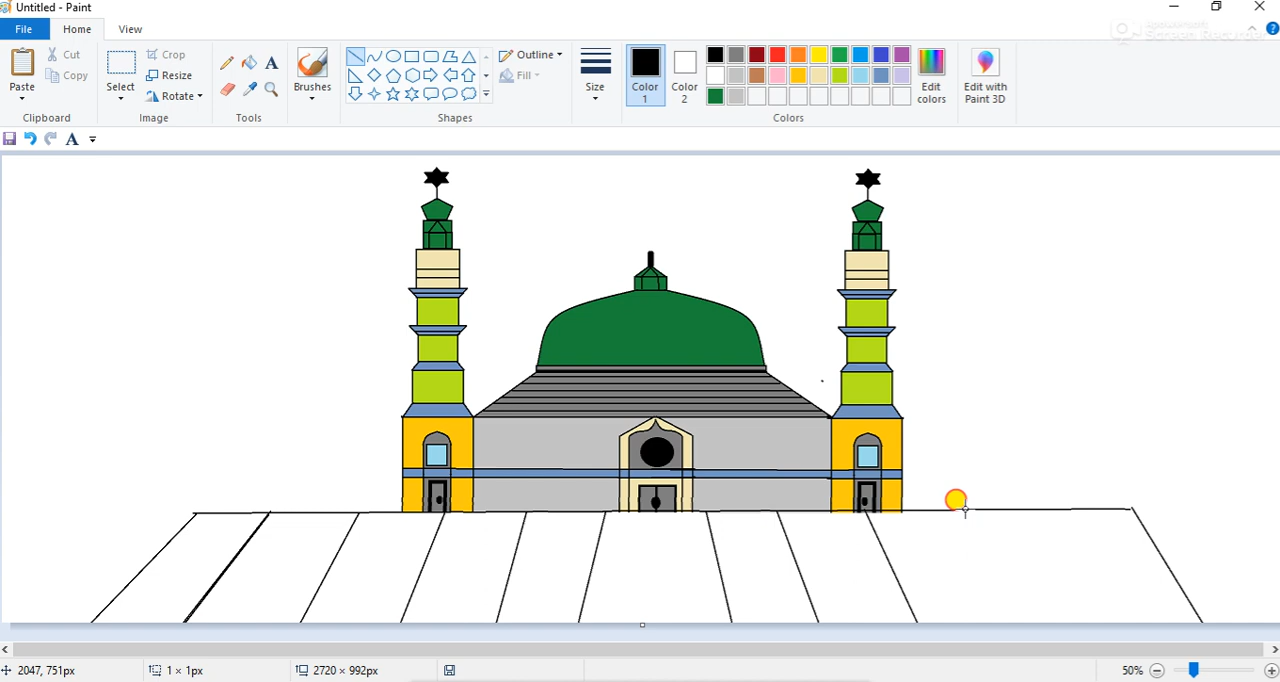 Untitled - Paint
File
Home
View
Paste
Cut
Copy
Clipboard
Select
Crop
Resize
Rotate
Image
Tools
Brushes
Outline
Fill
Shapes
Size
Color 1
Color 2
Edit colors
Colors
Edit with Paint 3D
2047, 751px
1 × 1px
2720 × 992px
50%